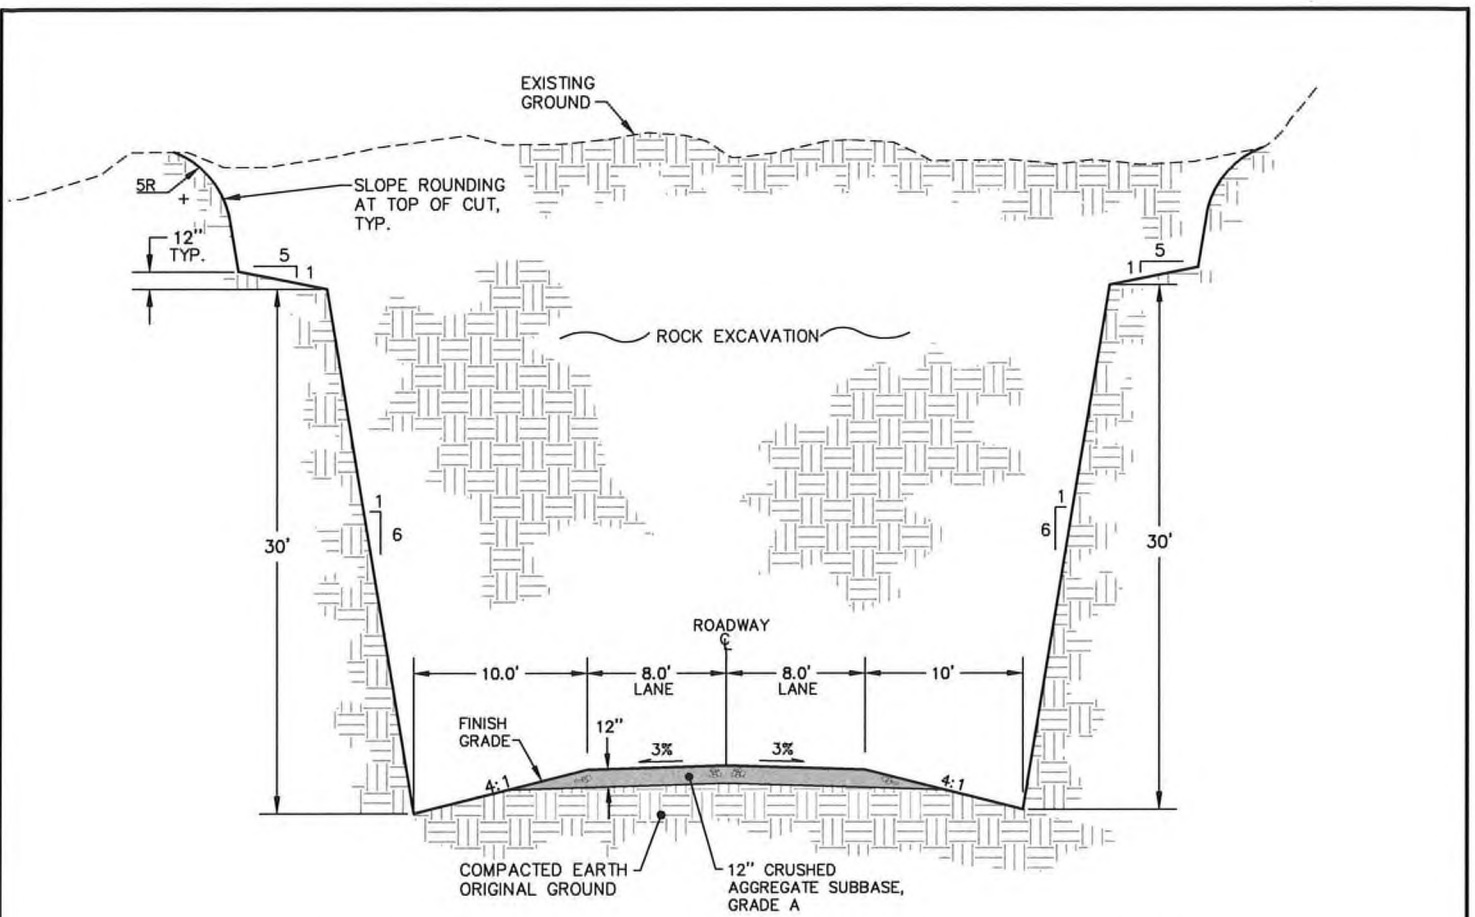 EXISTING
GROUND
5R
SLOPE ROUNDING
AT TOP OF CUT,
TYP.
12"
TYP.
5
1
5
1
ROCK EXCAVATION
1
6
1
6
30'
30'
ROADWAY
℄
10.0'
8.0'
LANE
8.0'
LANE
10'
FINISH
GRADE
12"
3%
3%
4:1
4:1
COMPACTED EARTH
ORIGINAL GROUND
12" CRUSHED
AGGREGATE SUBBASE,
GRADE A